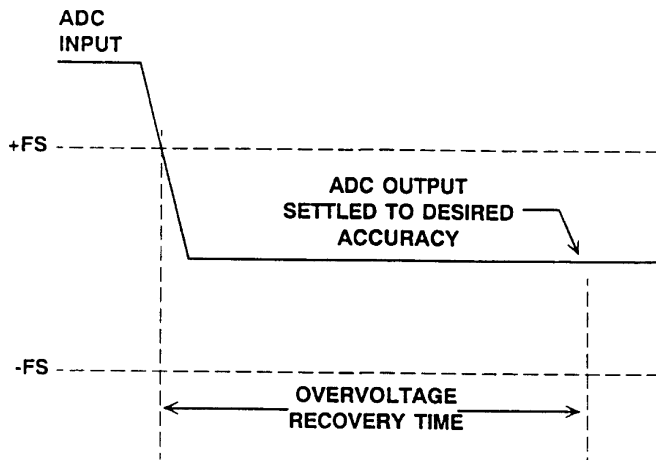 ADC
INPUT
+FS
ADC OUTPUT
SETTLED TO DESIRED
ACCURACY
-FS
OVERVOLTAGE
RECOVERY TIME